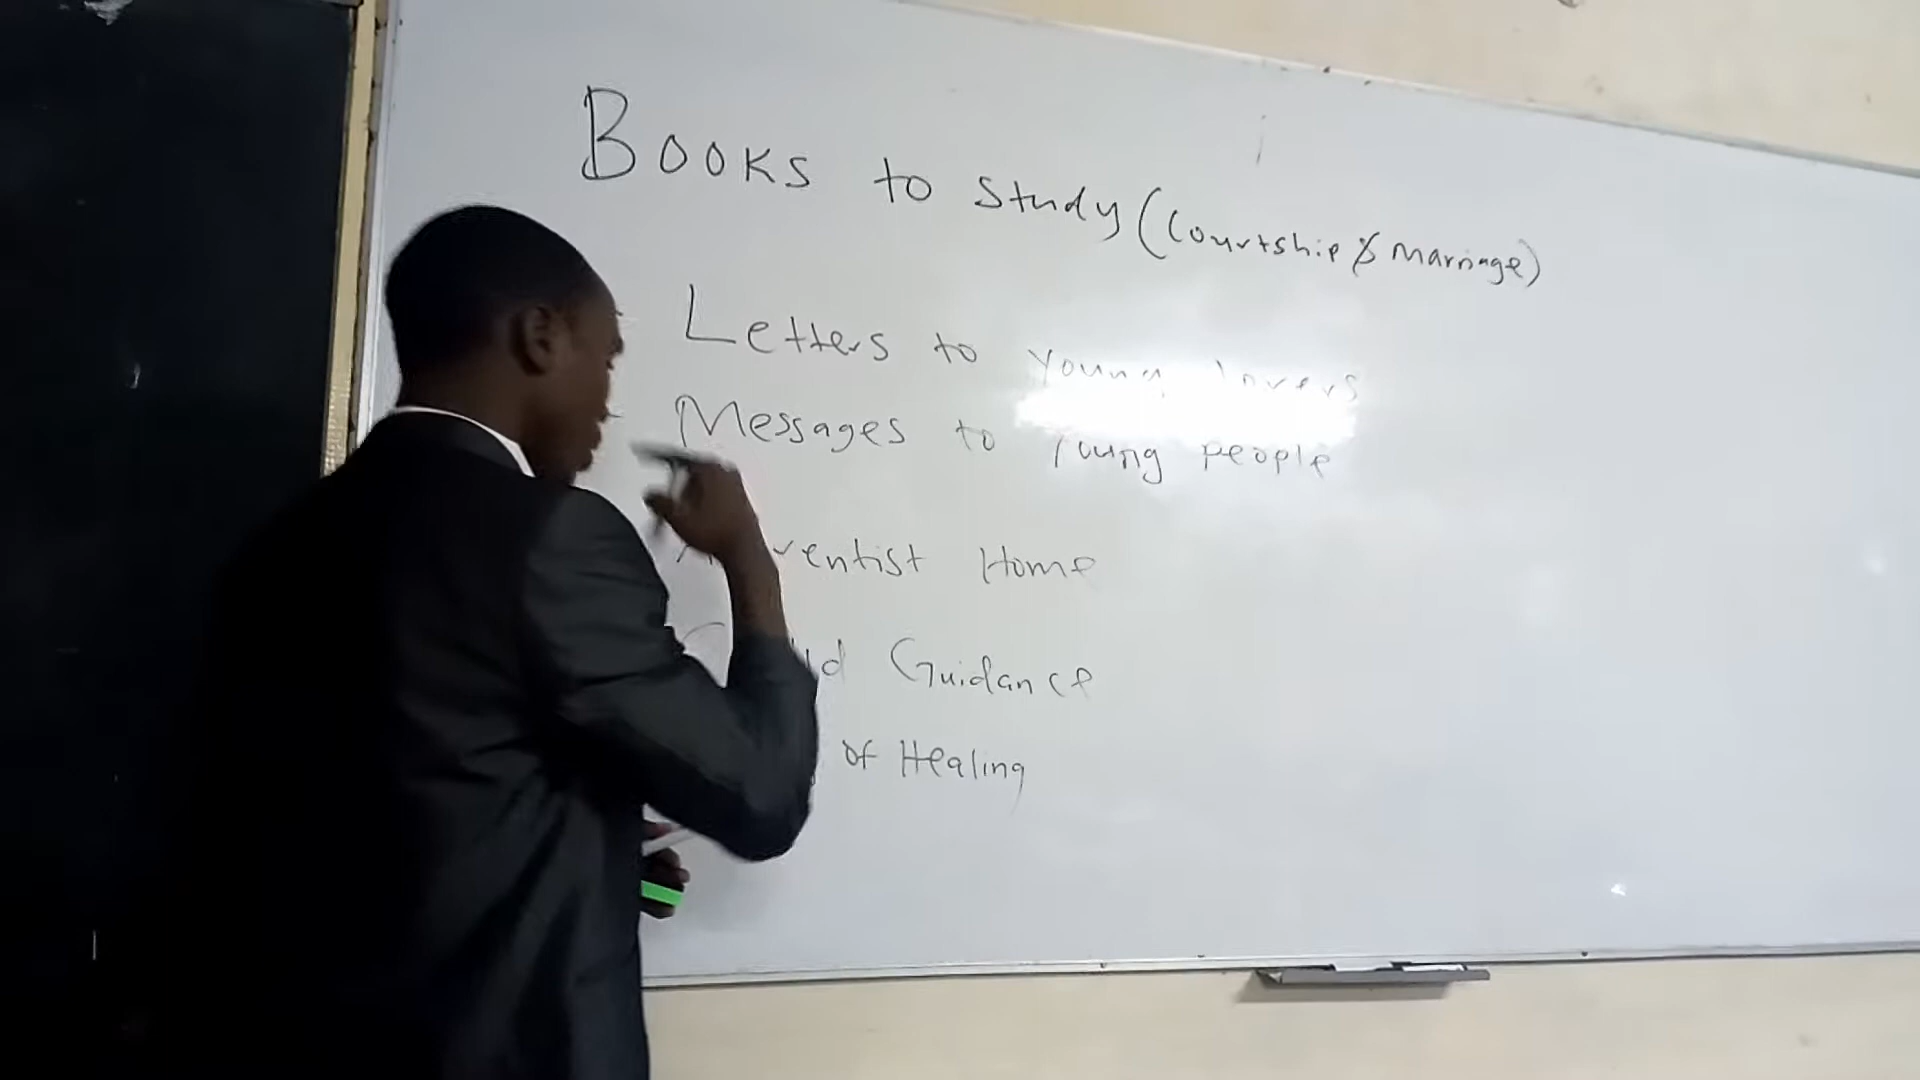 Books to study (Courtship & Marriage)
Letters to young lovers
Messages to young people
Home
Guidance
of Healing